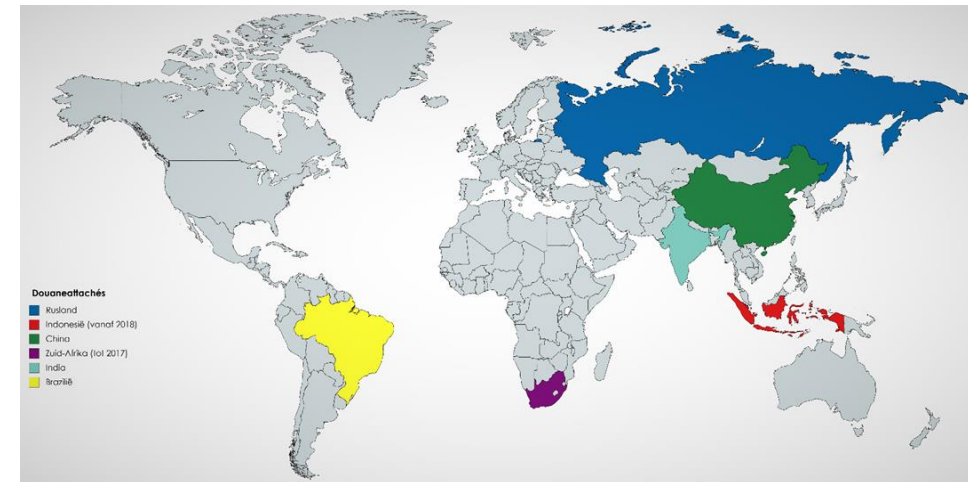 Douaneattachés
Rusland
Indonesië (vanaf 2018)
China
Zuid-Afrika (tot 2017)
India
Brazilië